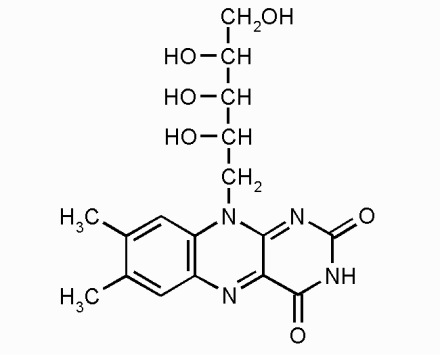 CH₂OH
HO–CH
HO–CH
HO–CH
CH₂
H₃C N N O
H₃C N NH
O